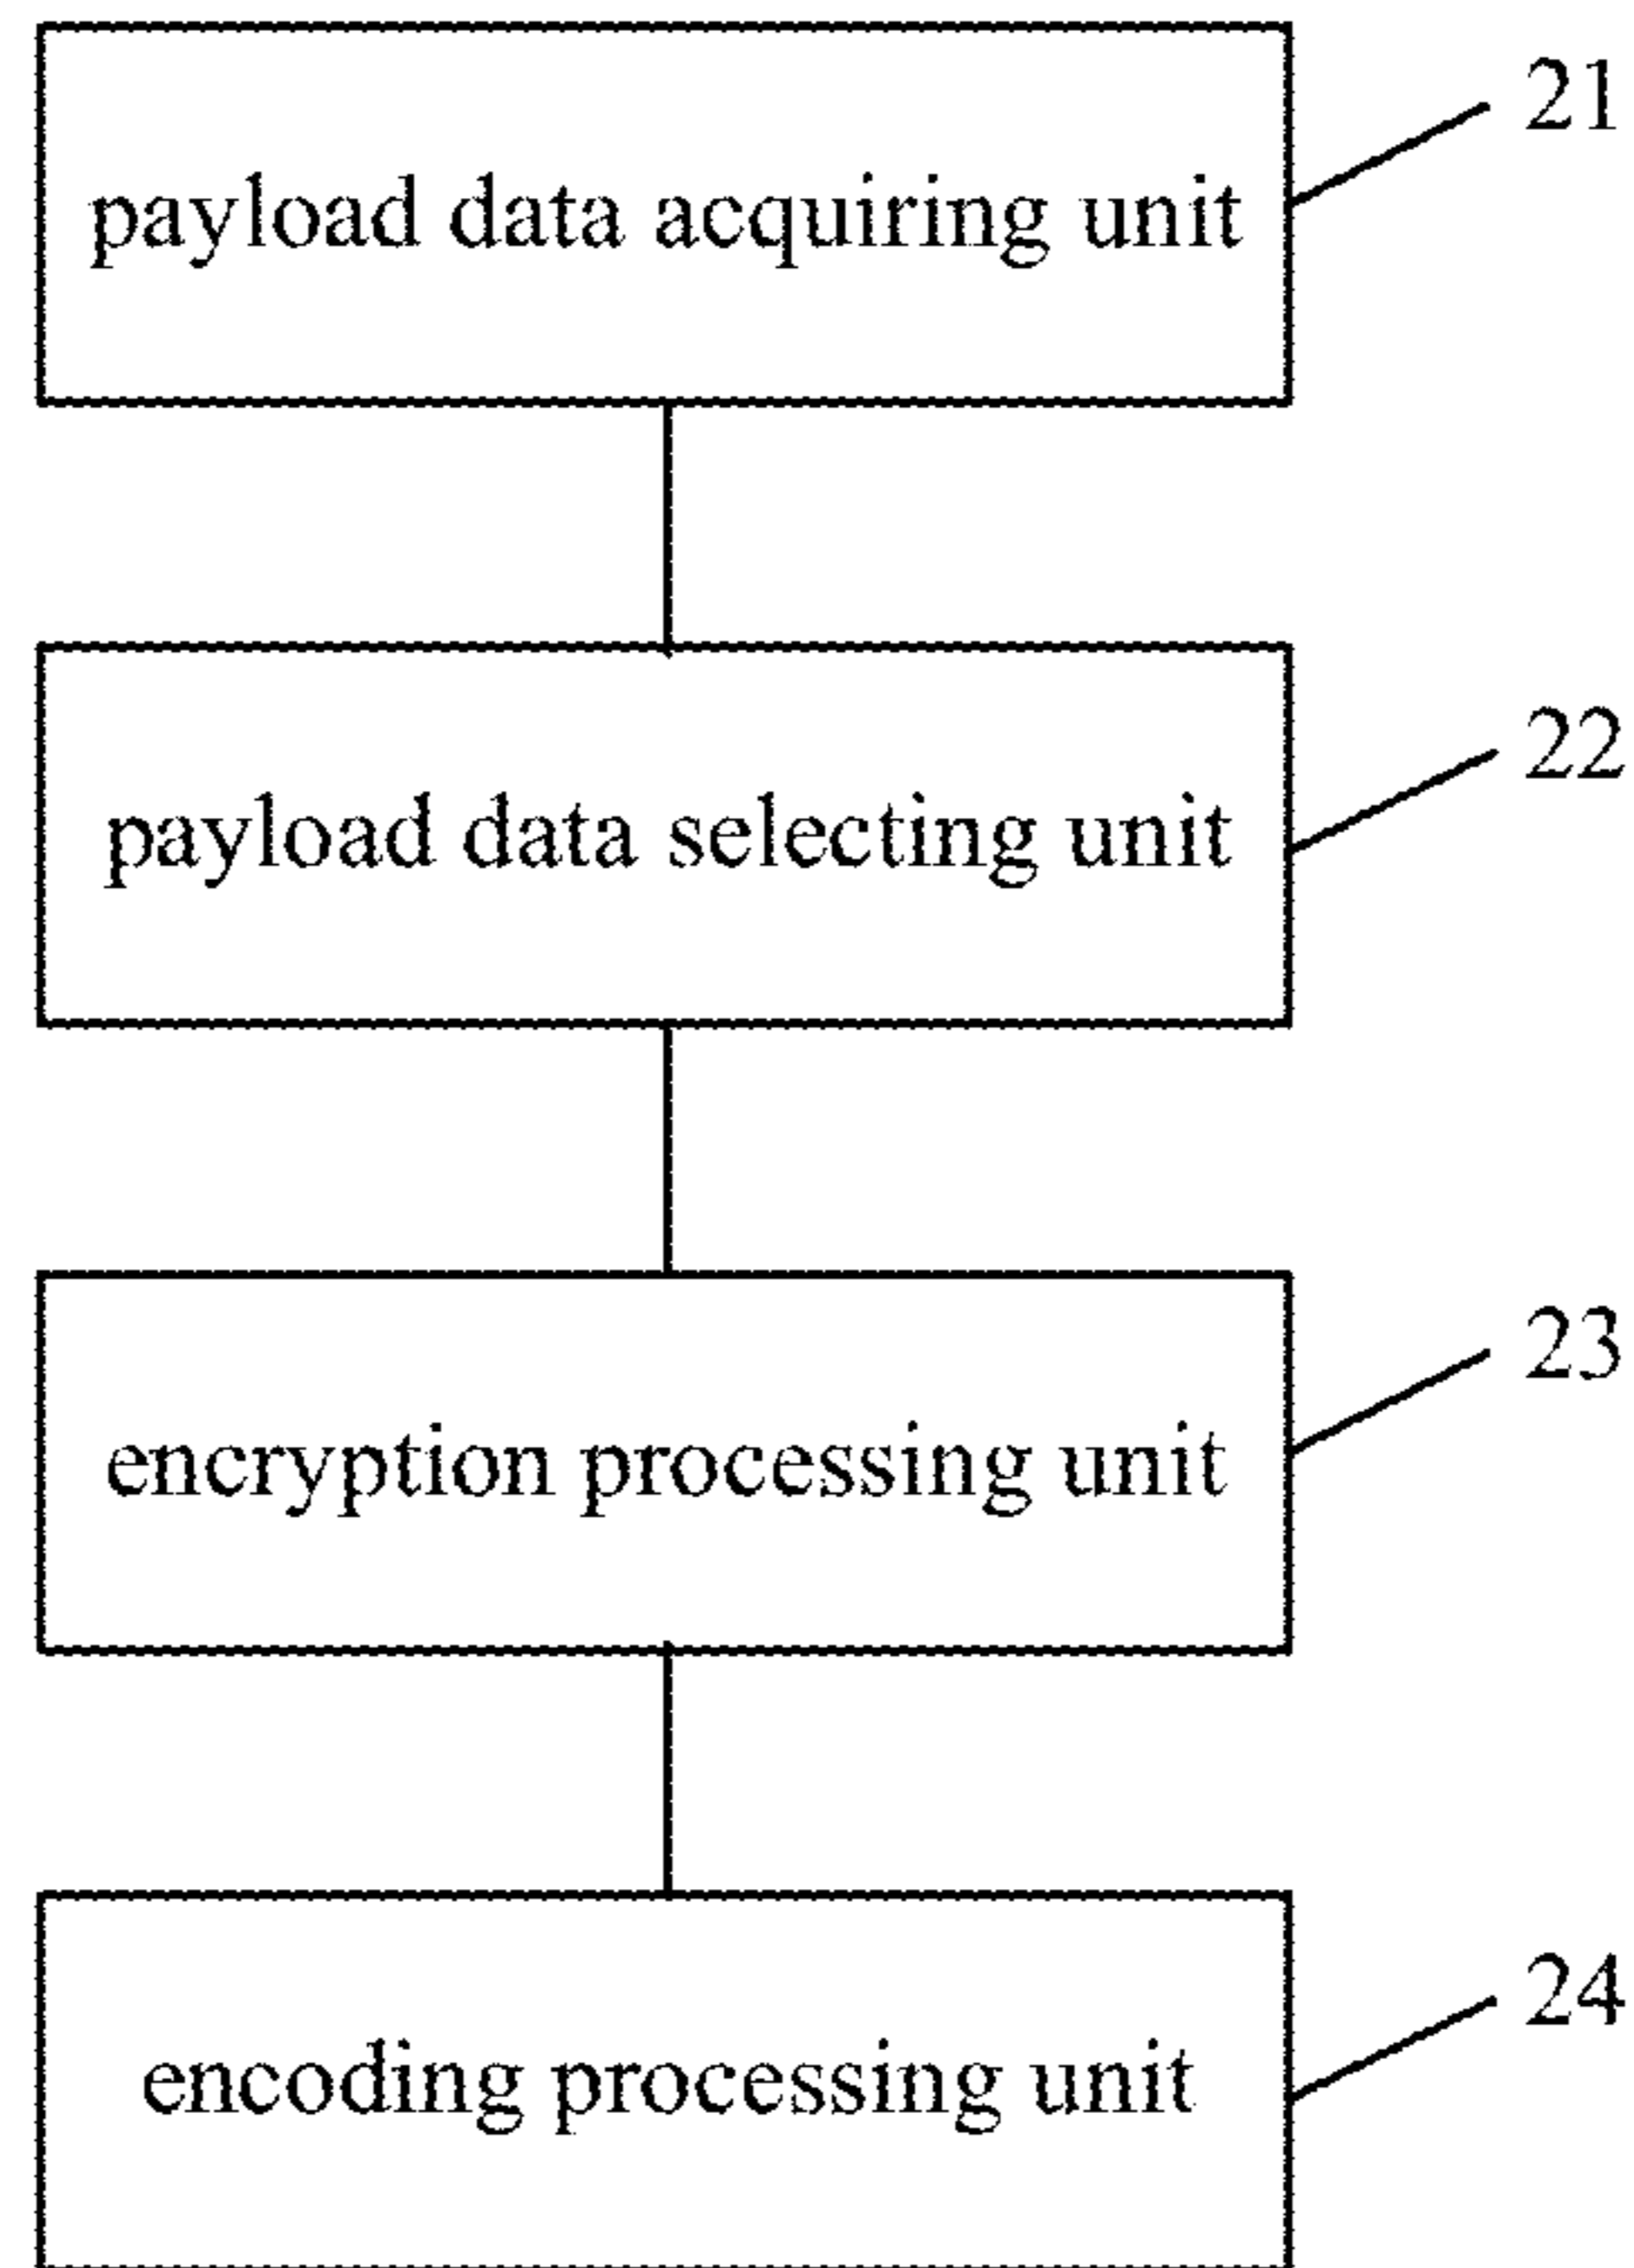 payload data acquiring unit
21
payload data selecting unit
22
encryption processing unit
23
encoding processing unit
24